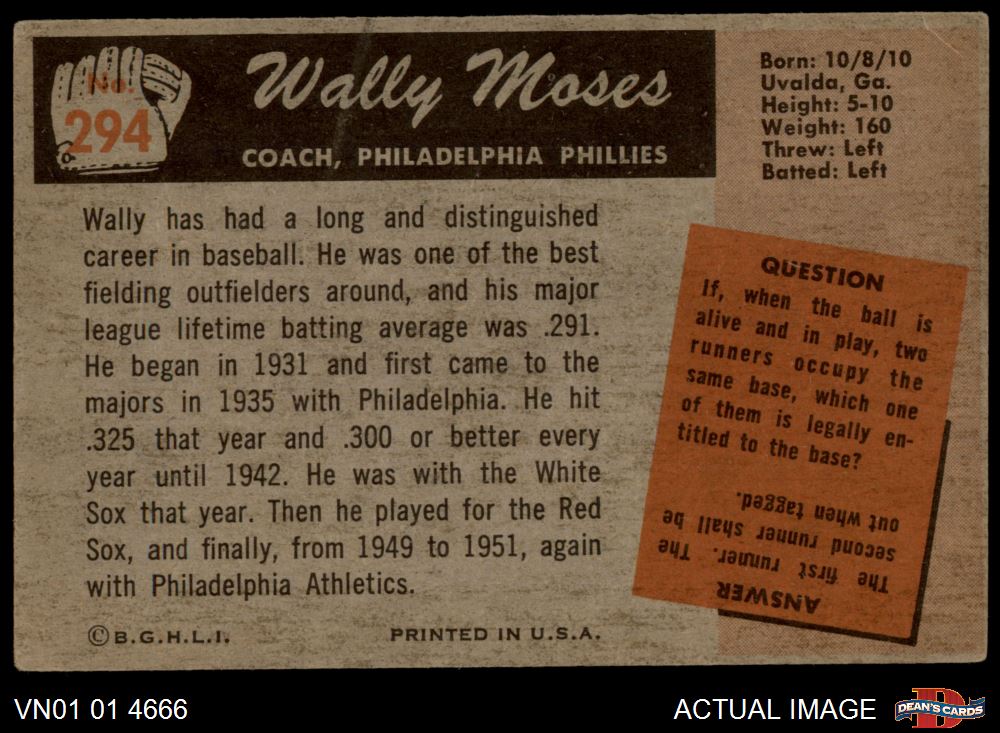 No.
294
Wally Moses
COACH, PHILADELPHIA PHILLIES
Born: 10/8/10
Uvalda, Ga.
Height: 5-10
Weight: 160
Threw: Left
Batted: Left
Wally has had a long and distinguished
career in baseball. He was one of the best
fielding outfielders around, and his major
league lifetime batting average was .291.
He began in 1931 and first came to the
majors in 1935 with Philadelphia. He hit
.325 that year and .300 or better every
year until 1942. He was with the White
Sox that year. Then he played for the Red
Sox, and finally, from 1949 to 1951, again
with Philadelphia Athletics.
©B.G.H.L.I.
PRINTED IN U.S.A.
QUESTION
If, when the ball is
alive and in play, two
runners occupy the
same base, which one
of them is legally en-
titled to the base?
ANSWER
The first runner. The
second runner shall be
out when tagged.
VN01 01 4666
ACTUAL IMAGE
DEAN'S CARDS